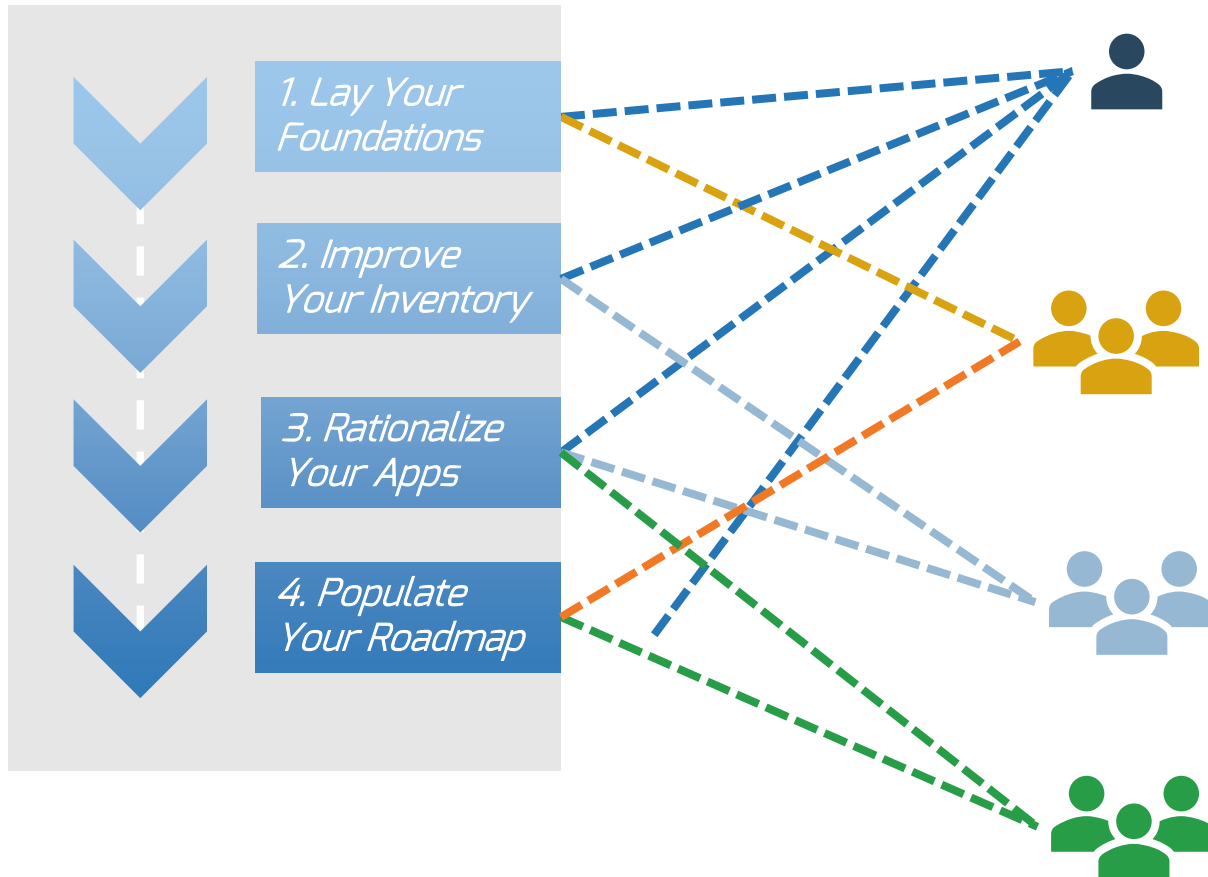 1. Lay Your
Foundations
2. Improve
Your Inventory
3. Rationalize
Your Apps
4. Populate
Your Roadmap